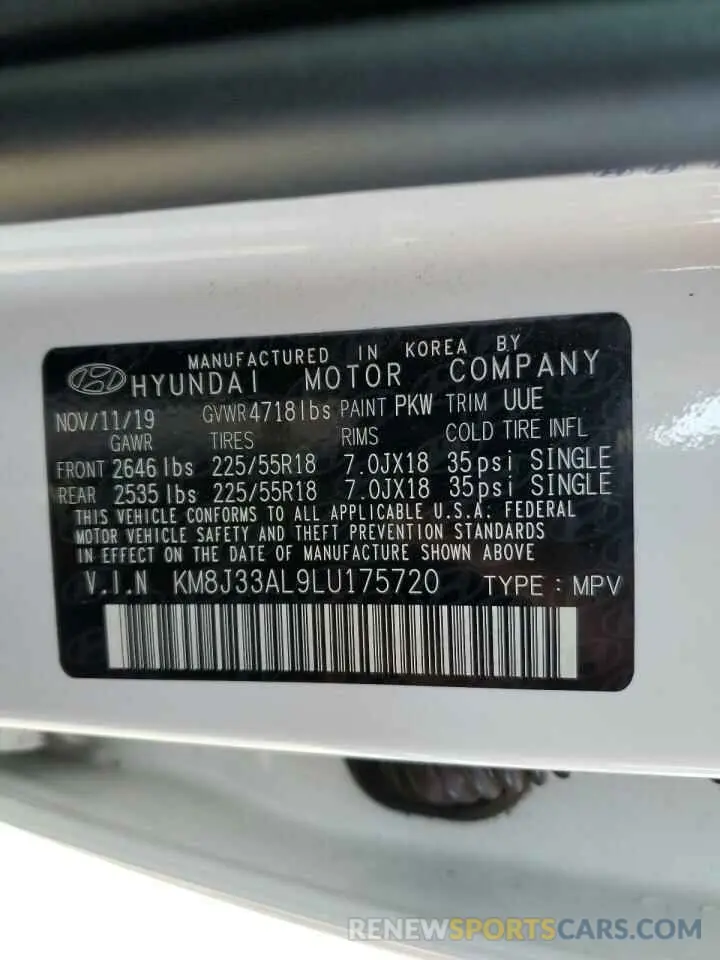 MANUFACTURED IN KOREA BY
HYUNDAI MOTOR COMPANY
NOV/11/19 GVWR 4718lbs PAINT PKW TRIM UUE
GAWR TIRES RIMS COLD TIRE INFL
FRONT 2646 lbs 225/55R18 7.0JX18 35psi SINGLE
REAR 2535 lbs 225/55R18 7.0JX18 35psi SINGLE
THIS VEHICLE CONFORMS TO ALL APPLICABLE U.S.A: FEDERAL
MOTOR VEHICLE SAFETY AND THEFT PREVENTION STANDARDS
IN EFFECT ON THE DATE OF MANUFACTURE SHOWN ABOVE
V.I.N KM8J33AL9LU175720 TYPE : MPV
RENEWSPORTSCARS.COM